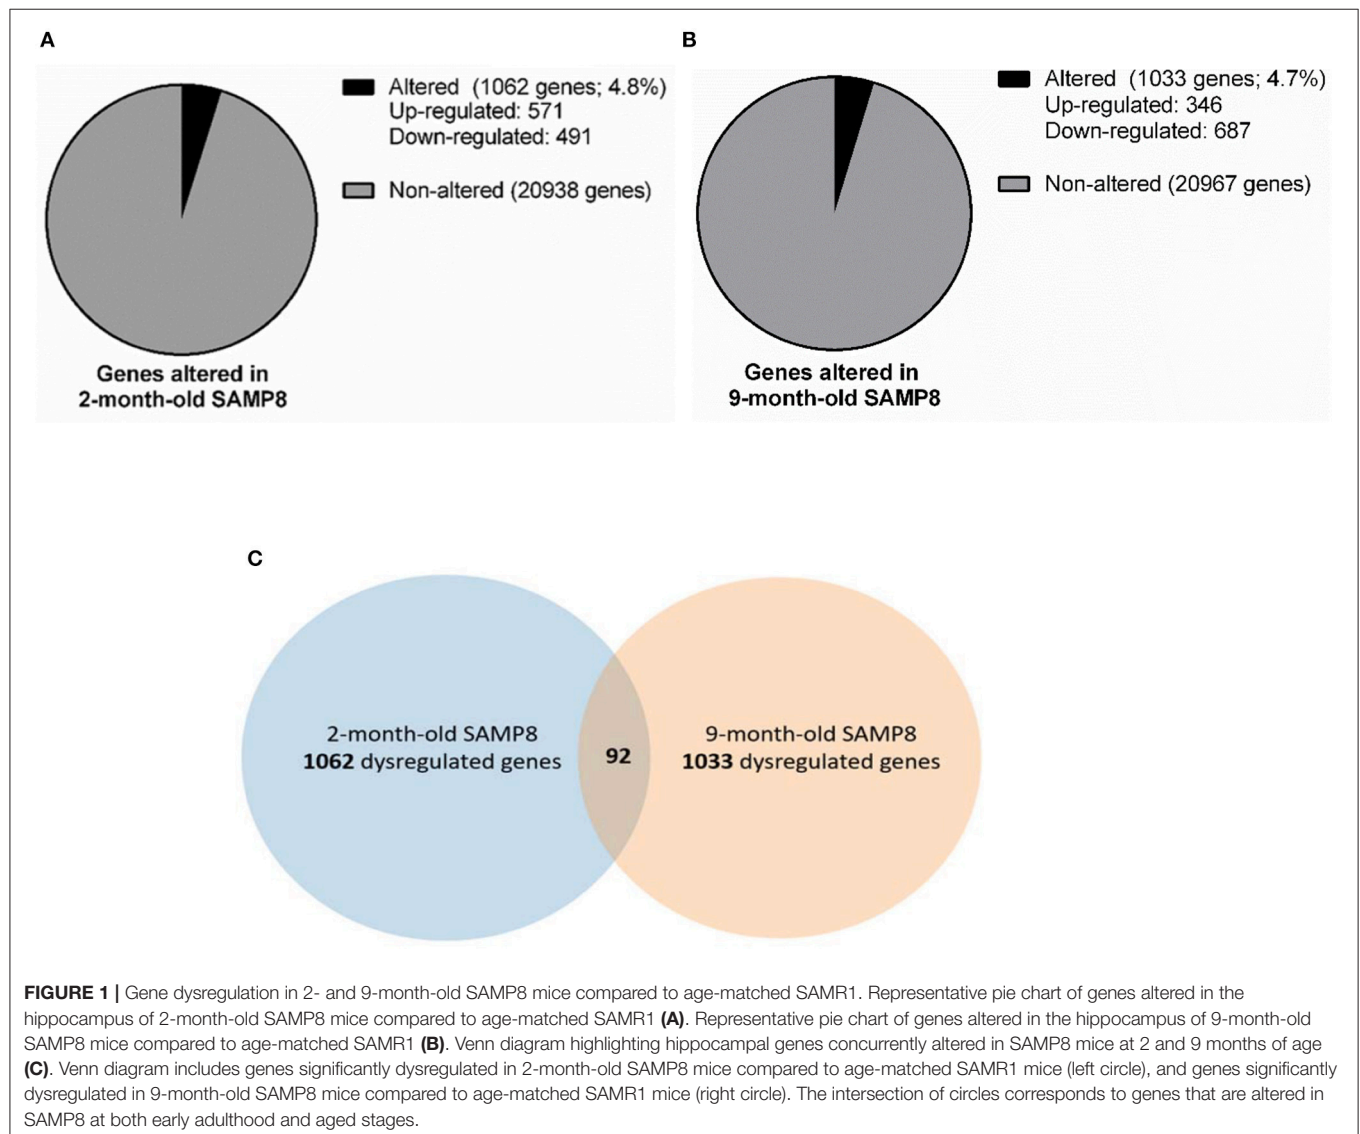 A
Altered (1062 genes; 4.8%)
Up-regulated: 571
Down-regulated: 491
Non-altered (20938 genes)
Genes altered in
2-month-old SAMP8
B
Altered (1033 genes; 4.7%)
Up-regulated: 346
Down-regulated: 687
Non-altered (20967 genes)
Genes altered in
9-month-old SAMP8
C
2-month-old SAMP8
1062 dysregulated genes
92
9-month-old SAMP8
1033 dysregulated genes
FIGURE 1 | Gene dysregulation in 2- and 9-month-old SAMP8 mice compared to age-matched SAMR1. Representative pie chart of genes altered in the
hippocampus of 2-month-old SAMP8 mice compared to age-matched SAMR1 (A). Representative pie chart of genes altered in the hippocampus of 9-month-old
SAMP8 mice compared to age-matched SAMR1 (B). Venn diagram highlighting hippocampal genes concurrently altered in SAMP8 mice at 2 and 9 months of age
(C). Venn diagram includes genes significantly dysregulated in 2-month-old SAMP8 mice compared to age-matched SAMR1 mice (left circle), and genes significantly
dysregulated in 9-month-old SAMP8 mice compared to age-matched SAMR1 mice (right circle). The intersection of circles corresponds to genes that are altered in
SAMP8 at both early adulthood and aged stages.